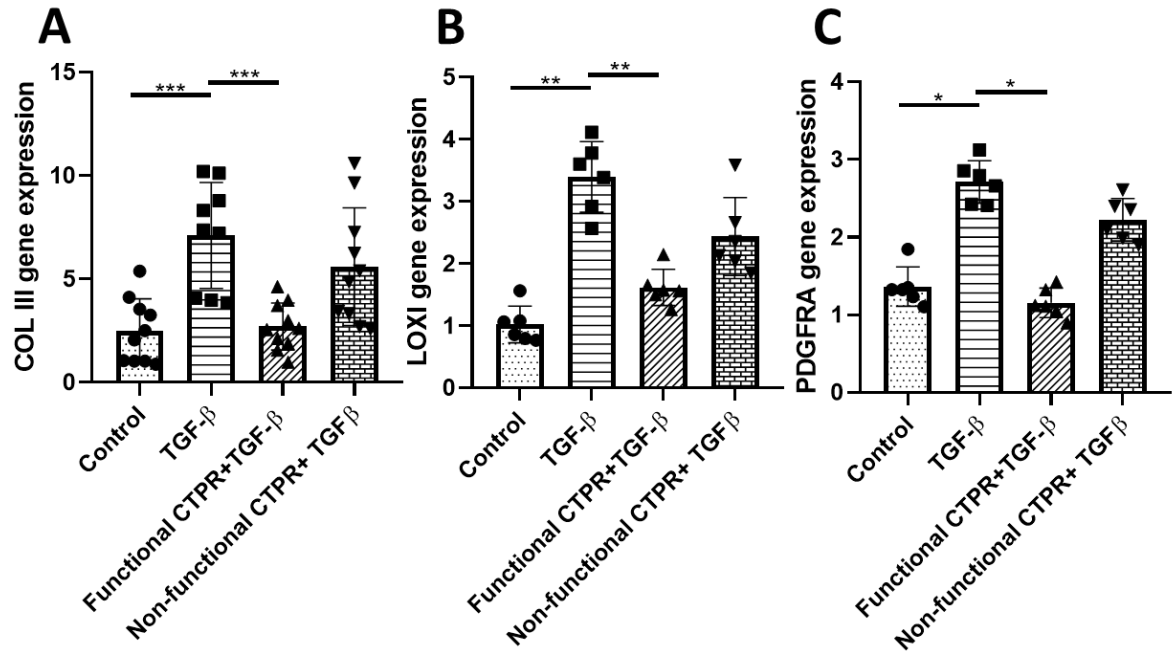 A
COL III gene expression
15
10
5
0
***
***
Control
TGF-β
Functional CTPR+TGF-β
Non-functional CTPR+ TGFβ
B
LOXI gene expression
5
4
3
2
1
0
**
**
Control
TGF-β
Functional CTPR+TGF-β
Non-functional CTPR+ TGFβ
C
PDGFRA gene expression
4
3
2
1
0
*
*
Control
TGF-β
Functional CTPR+TGF-β
Non-functional CTPR+ TGFβ